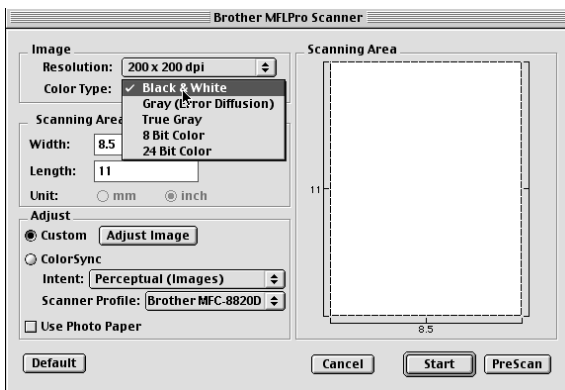 Brother MFLPro Scanner
Image
Resolution: 200 x 200 dpi
Color Type: ✓ Black & White
Gray (Error Diffusion)
True Gray
8 Bit Color
24 Bit Color
Scanning Area
Width: 8.5
Length: 11
Unit: mm inch
Adjust
Custom Adjust Image
ColorSync
Intent: Perceptual (Images)
Scanner Profile: Brother MFC-8820D
Use Photo Paper
Default
Scanning Area
11
8.5
Cancel Start PreScan